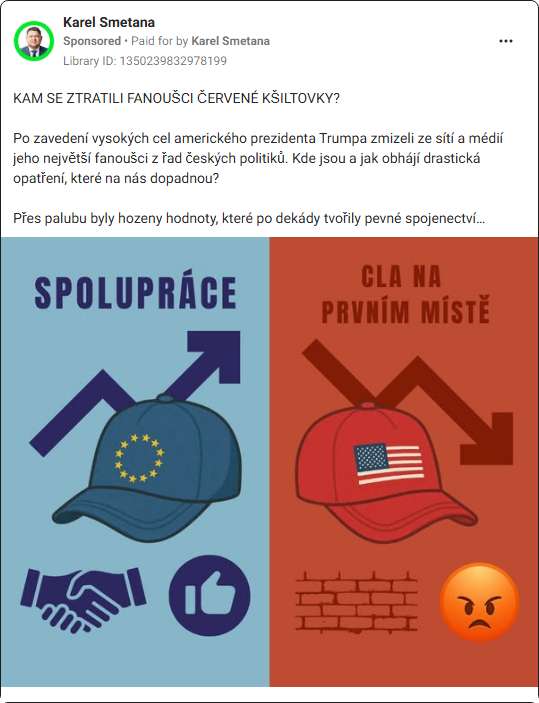 Karel Smetana
Sponsored • Paid for by Karel Smetana
Library ID: 1350239832978199
KAM SE ZTRATILI FANOUŠCI ČERVENÉ KŠILTOVKY?
Po zavedení vysokých cel amerického prezidenta Trumpa zmizeli ze sítí a médií
jeho největší fanoušci z řad českých politiků. Kde jsou a jak obhájí drastická
opatření, které na nás dopadnou?
Přes palubu byly hozeny hodnoty, které po dekády tvořily pevné spojenectví…
SPOLUPRÁCE
CLA NA
PRVNÍM MÍSTĚ